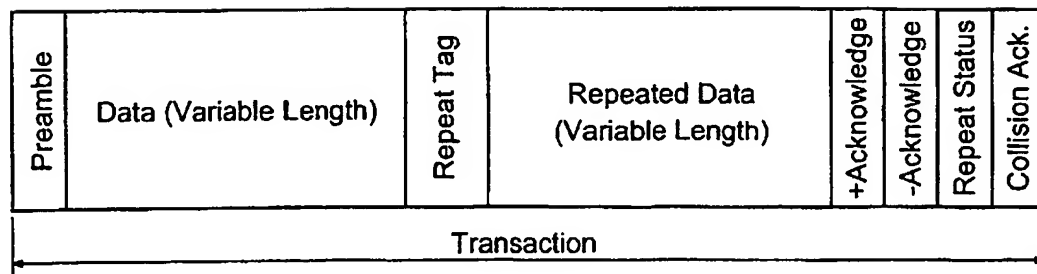 Preamble
Data (Variable Length)
Repeat Tag
Repeated Data
(Variable Length)
+Acknowledge
-Acknowledge
Repeat Status
Collision Ack.
Transaction